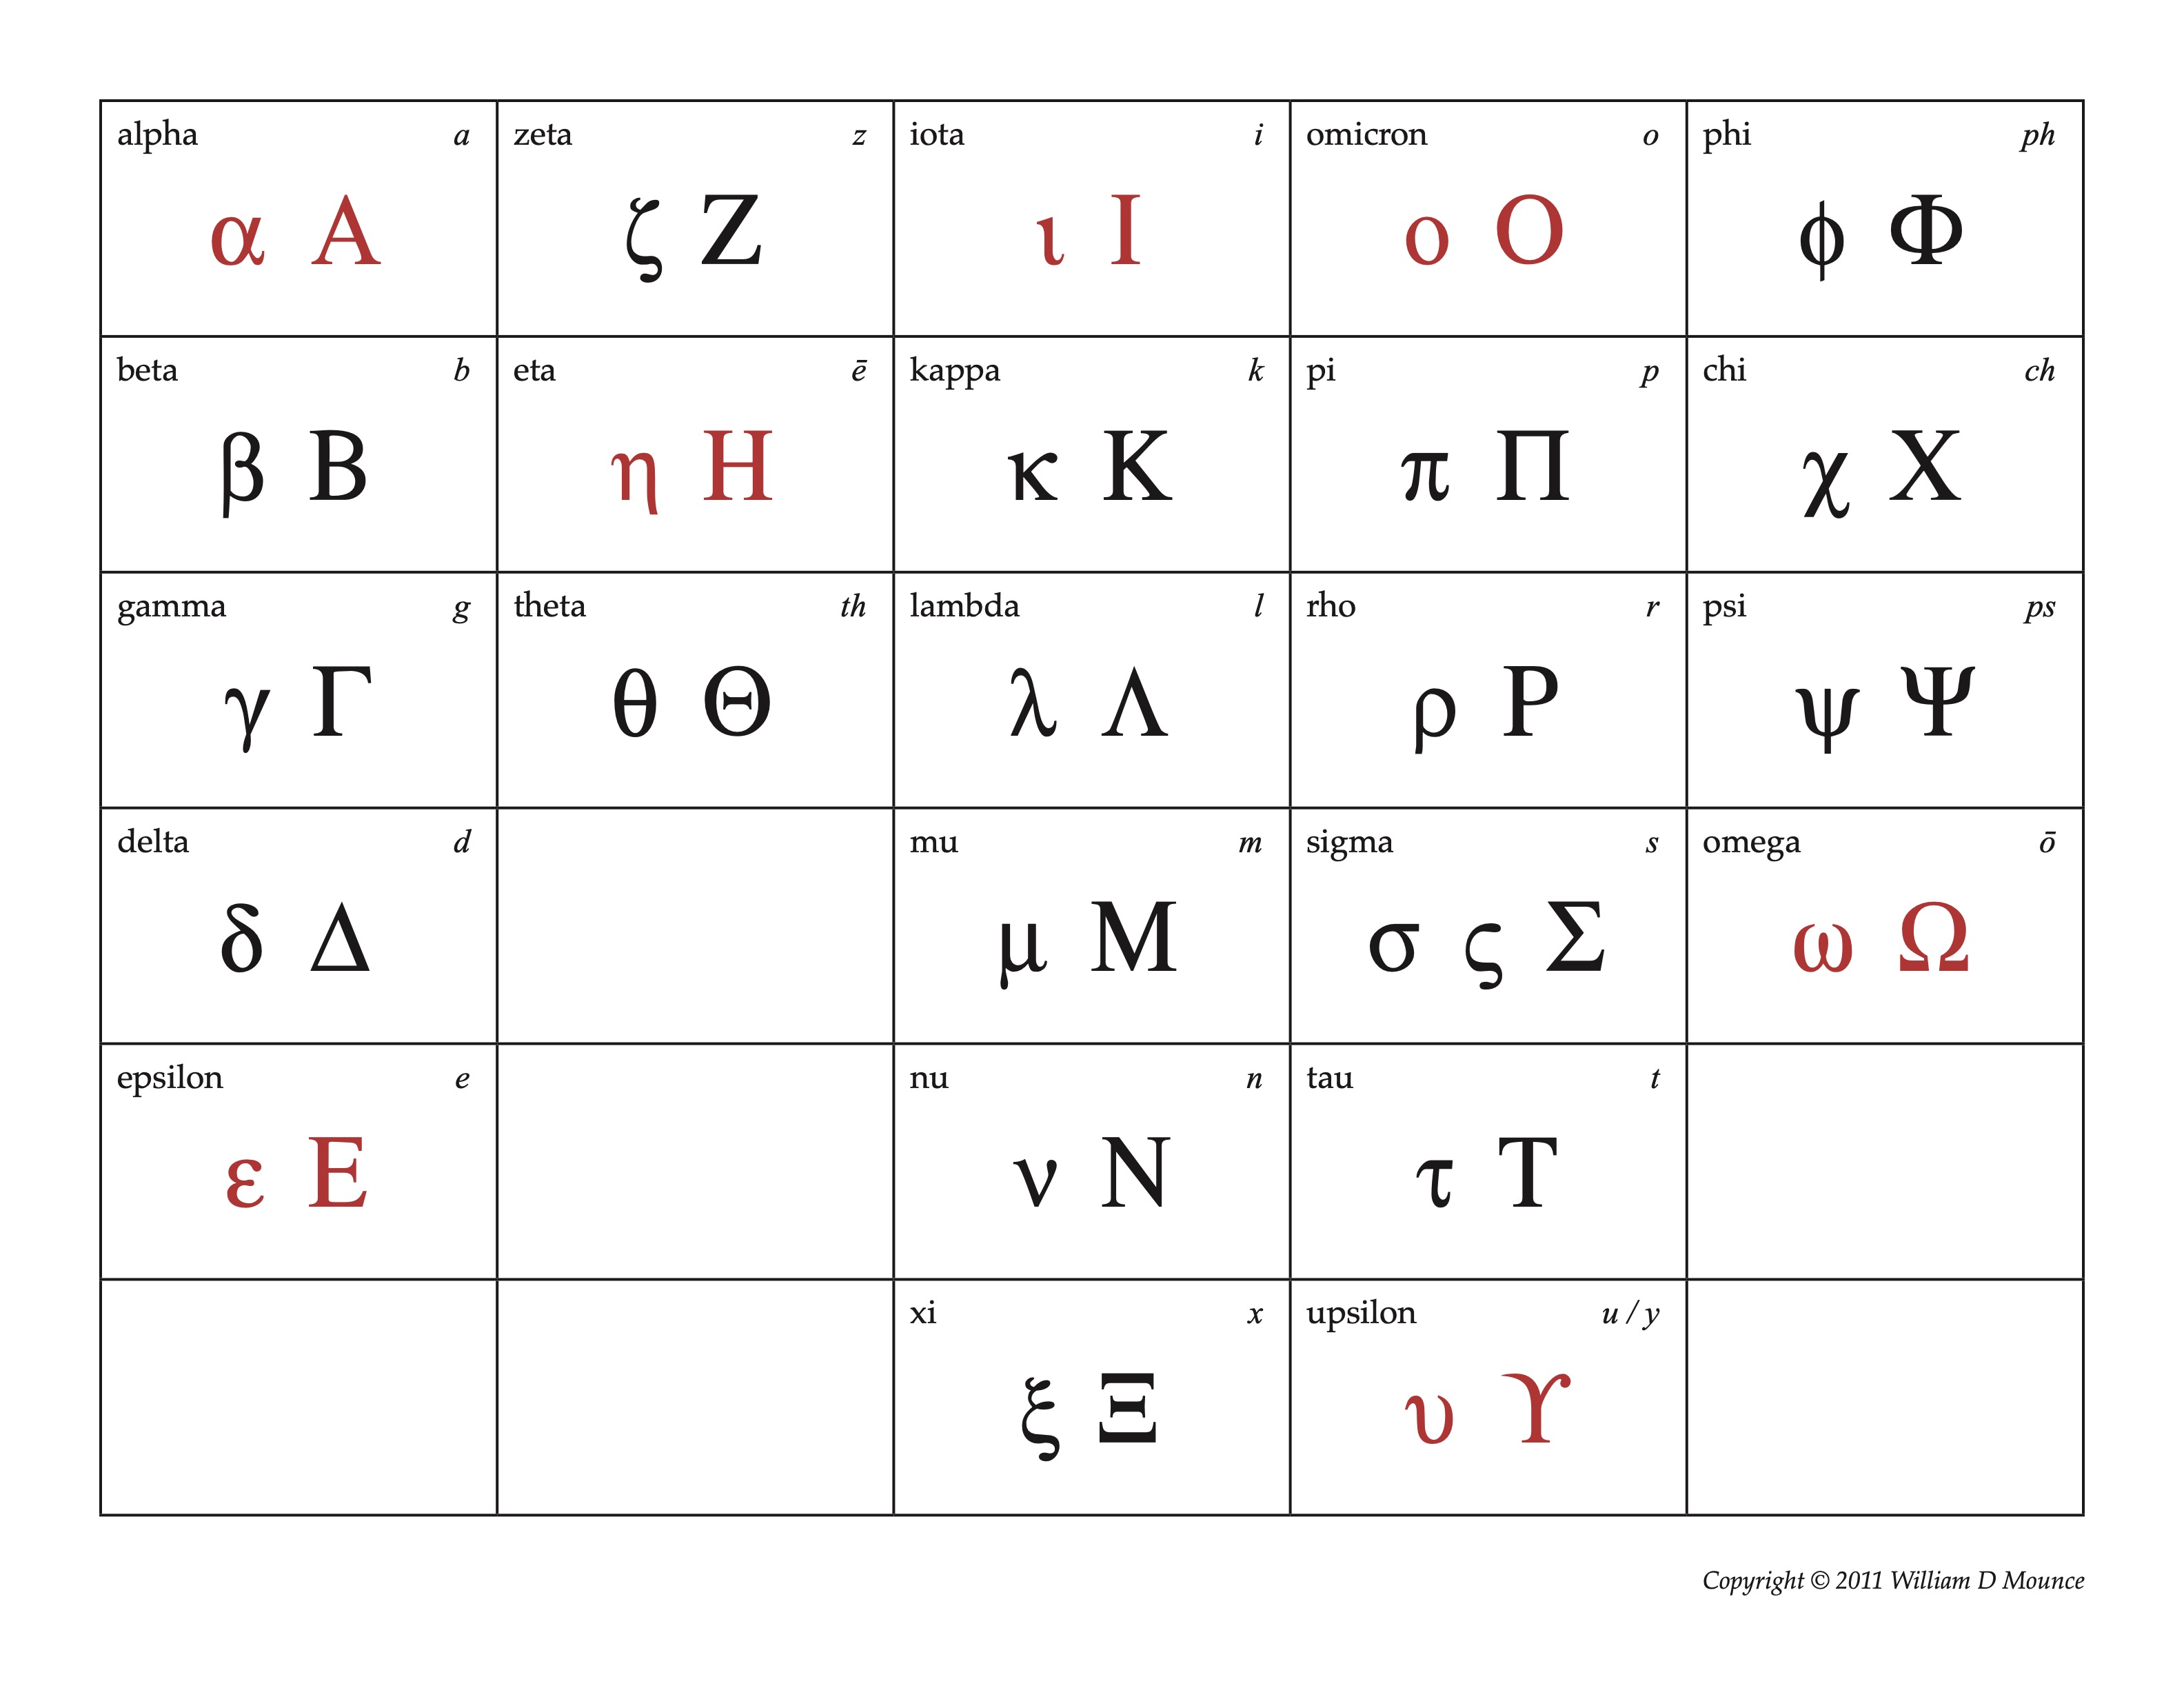 alpha a zeta z iota i omicron o phi ph
α Α ζ Ζ ι Ι ο Ο ϕ Φ
beta b eta ē kappa k pi p chi ch
β Β η Η κ Κ π Π χ Χ
gamma g theta th lambda l rho r psi ps
γ Γ θ Θ λ Λ ρ Ρ ψ Ψ
delta d mu m sigma s omega ō
δ Δ μ Μ σ ς Σ ω Ω
epsilon e nu n tau t
ε Ε ν Ν τ Τ
xi x upsilon u / y
ξ Ξ υ ϒ
Copyright © 2011 William D Mounce